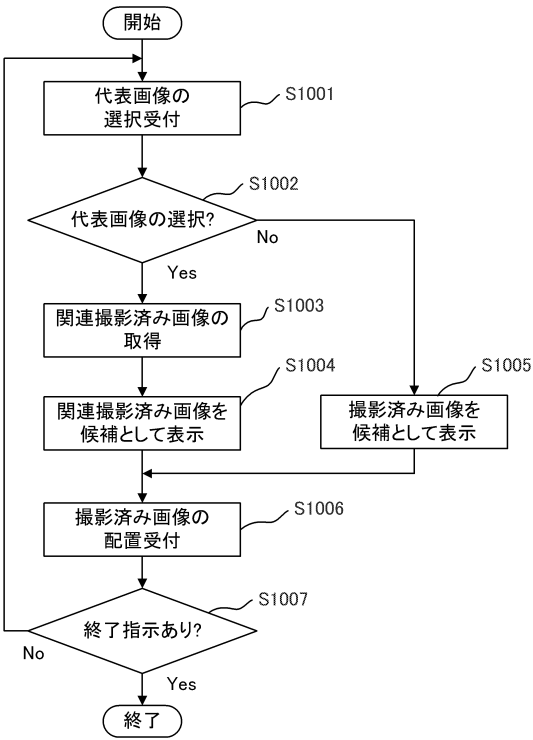 開始
代表画像の
選択受付
S1001
代表画像の選択?
S1002
No
Yes
関連撮影済み画像の
取得
S1003
関連撮影済み画像を
候補として表示
S1004
撮影済み画像を
候補として表示
S1005
撮影済み画像の
配置受付
S1006
終了指示あり?
S1007
No
Yes
終了